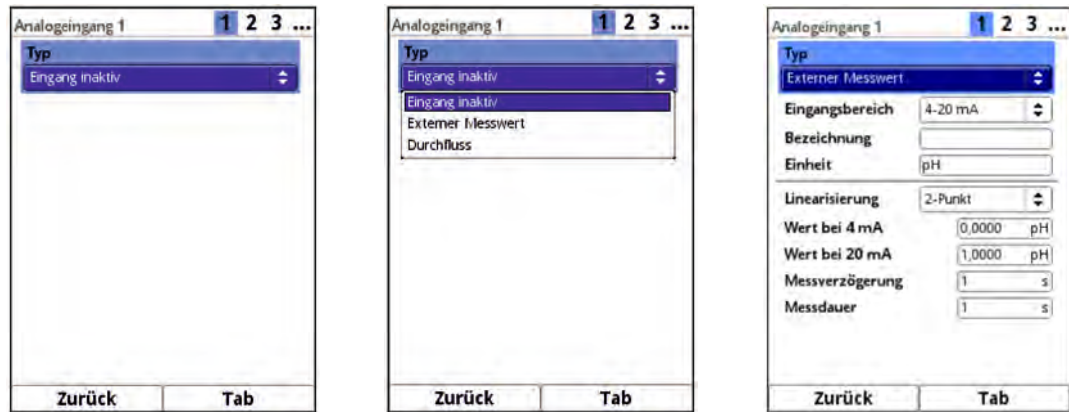 Analogeingang 1 1 2 3 ...
Typ
Eingang inaktiv
Zurück Tab
Analogeingang 1 1 2 3 ...
Typ
Eingang inaktiv
Eingang inaktiv
Externer Messwert
Durchfluss
Zurück Tab
Analogeingang 1 1 2 3 ...
Typ
Externer Messwert
Eingangsbereich 4-20 mA
Bezeichnung
Einheit pH
Linearisierung 2-Punkt
Wert bei 4 mA 0,0000 pH
Wert bei 20 mA 1,0000 pH
Messverzögerung 1 s
Messdauer 1 s
Zurück Tab